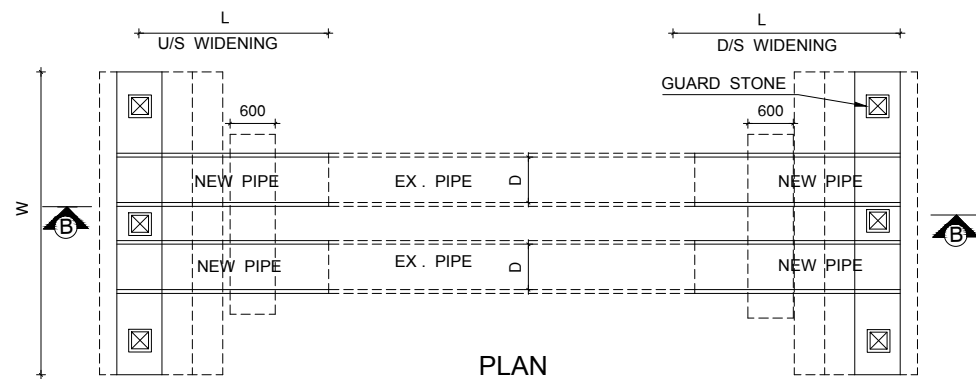 L
L
U/S WIDENING
D/S WIDENING
GUARD STONE
600
600
NEW PIPE
EX . PIPE
D
NEW PIPE
W
B
B
NEW PIPE
EX . PIPE
D
NEW PIPE
PLAN